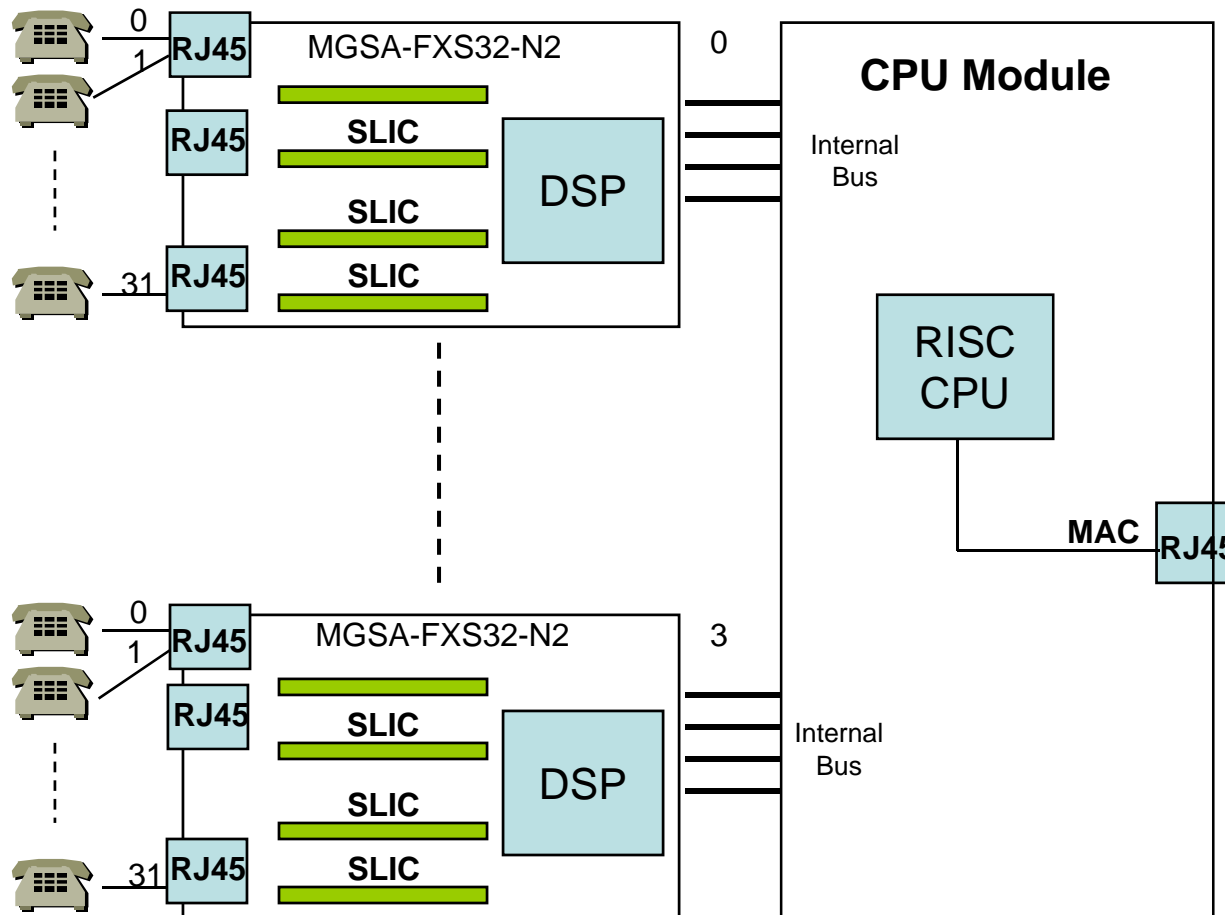 0
1
RJ45
MGSA-FXS32-N2
0
CPU Module
RJ45
SLIC
DSP
Internal
Bus
SLIC
31
RJ45
SLIC
RISC
CPU
MAC
RJ45
0
1
RJ45
MGSA-FXS32-N2
3
RJ45
SLIC
DSP
Internal
Bus
SLIC
31
RJ45
SLIC